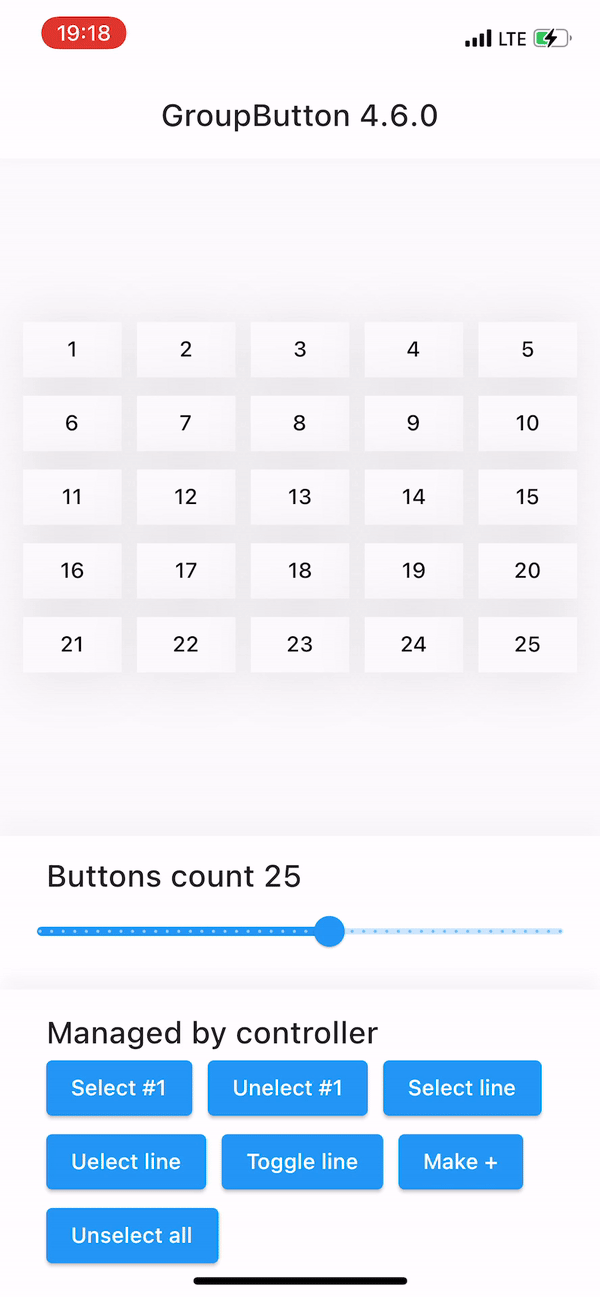 19:18 LTE
GroupButton 4.6.0
1 2 3 4 5
6 7 8 9 10
11 12 13 14 15
16 17 18 19 20
21 22 23 24 25
Buttons count 25
Managed by controller
Select #1 Unelect #1 Select line
Uelect line Toggle line Make +
Unselect all